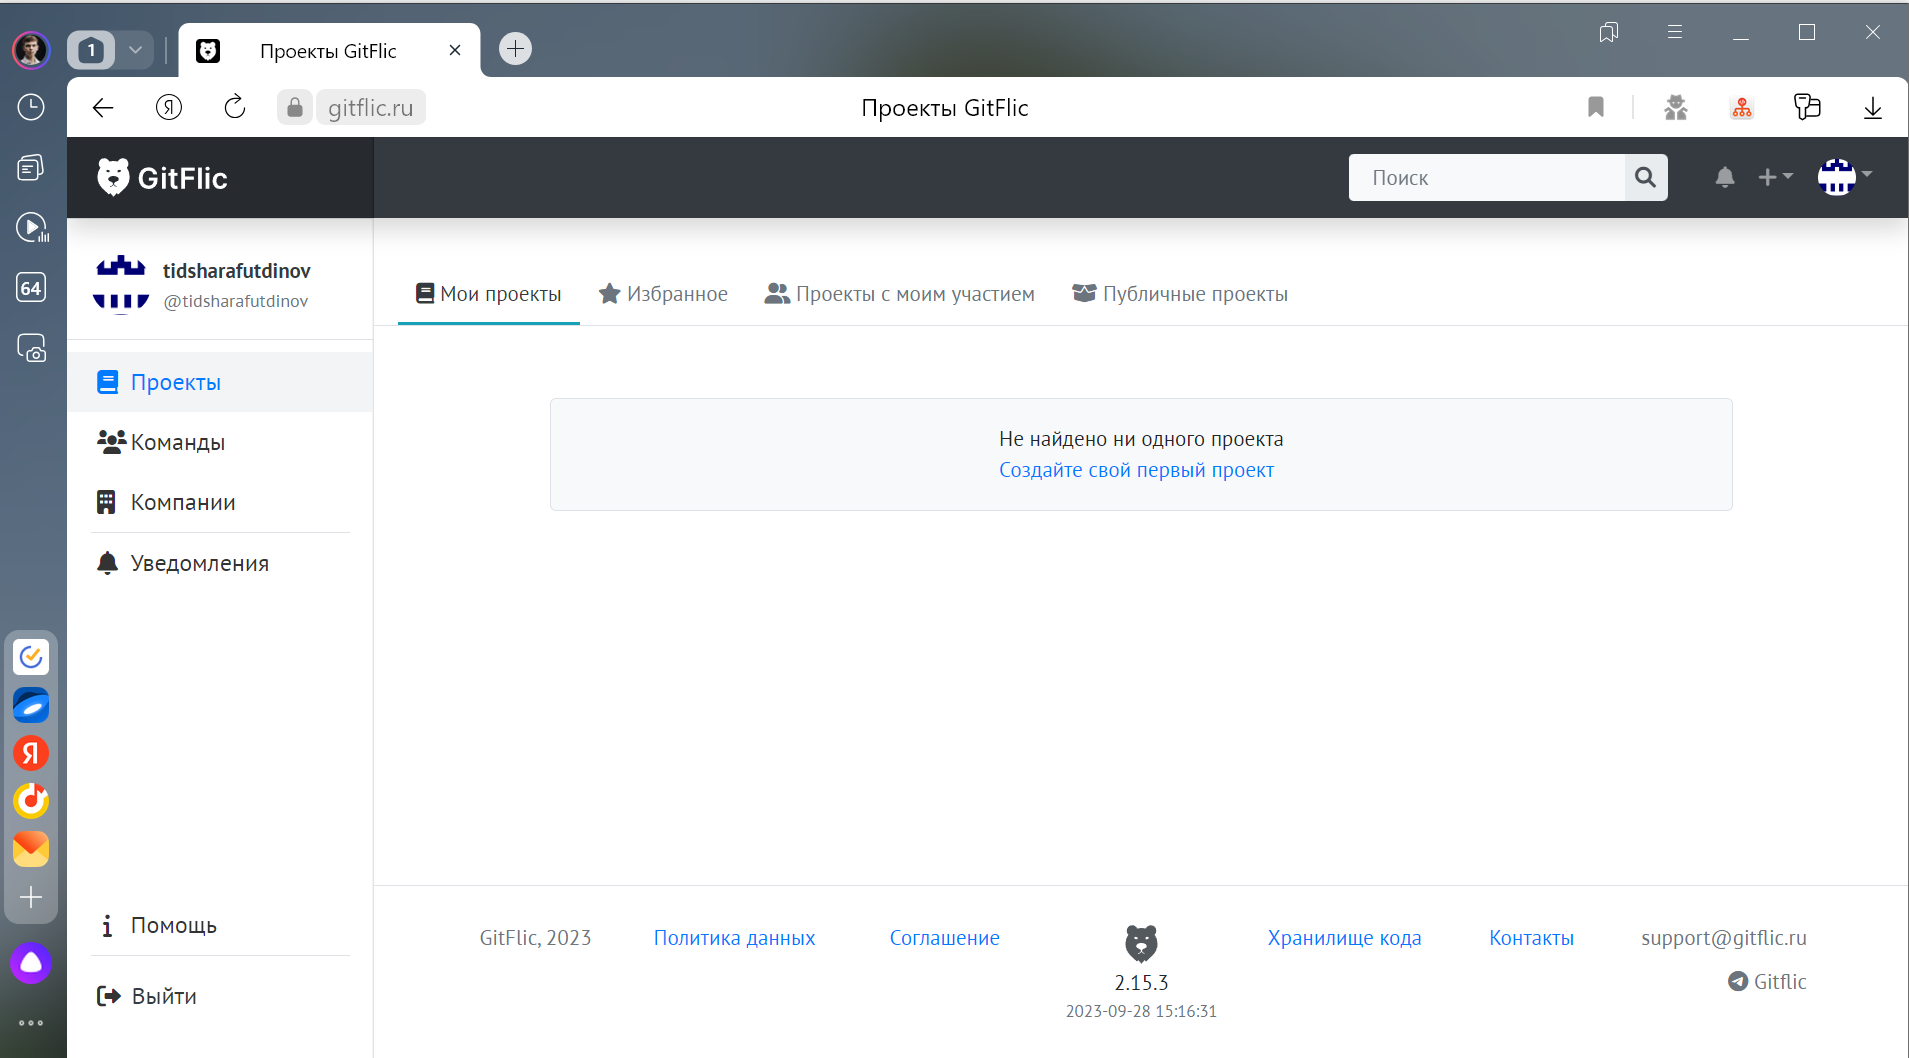 1
Проекты GitFlic
Я
gitflic.ru
Проекты GitFlic
GitFlic
Поиск
64
tidsharafutdinov
@tidsharafutdinov
Мои проекты
Избранное
Проекты с моим участием
Публичные проекты
Проекты
Команды
Компании
Уведомления
Не найдено ни одного проекта
Создайте свой первый проект
Я
Помощь
Выйти
GitFlic, 2023
Политика данных
Соглашение
2.15.3
2023-09-28 15:16:31
Хранилище кода
Контакты
support@gitflic.ru
Gitflic